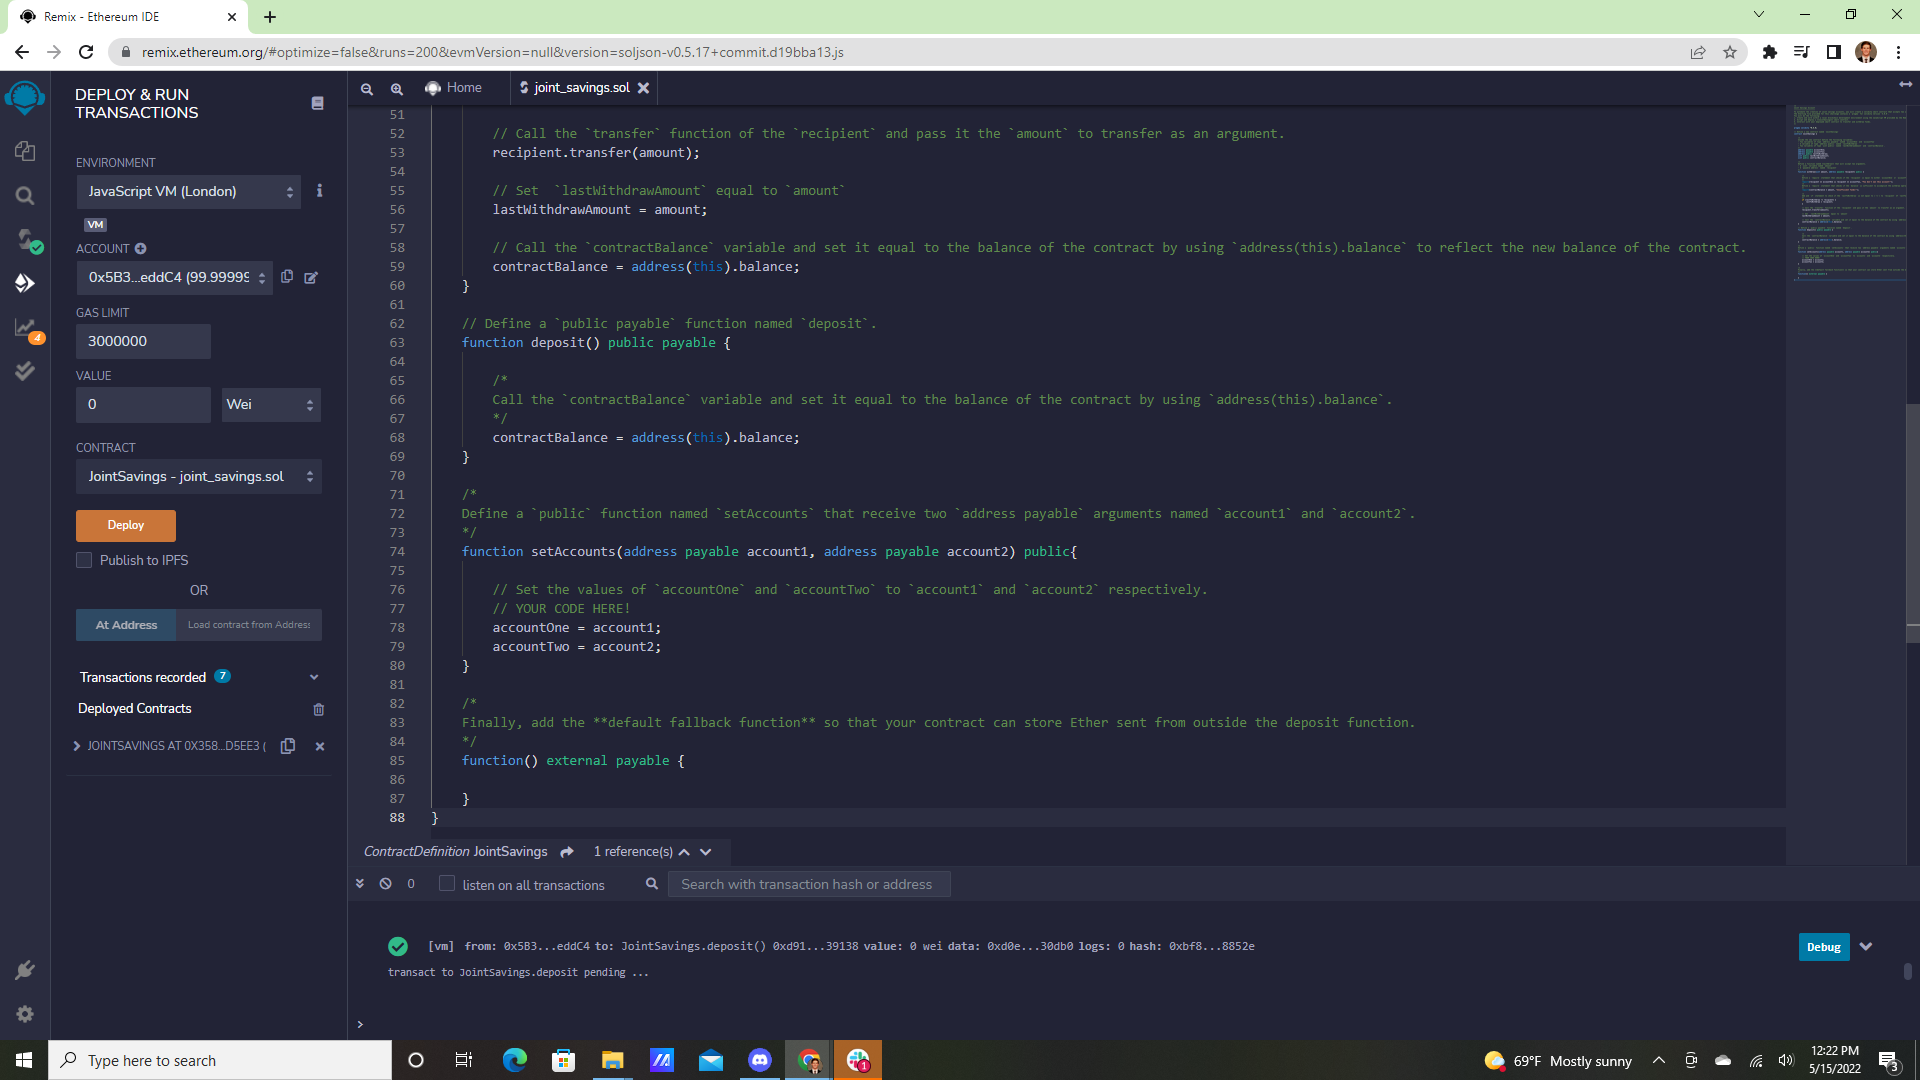 Remix - Ethereum IDE
remix.ethereum.org/#optimize=false&runs=200&evmVersion=null&version=soljson-v0.5.17+commit.d19bba13.js
DEPLOY & RUN
TRANSACTIONS
ENVIRONMENT
JavaScript VM (London)
VM
ACCOUNT
0x5B3...eddC4 (99.99999
GAS LIMIT
3000000
VALUE
0
Wei
CONTRACT
JointSavings - joint_savings.sol
Deploy
Publish to IPFS
OR
At Address
Load contract from Address
Transactions recorded 7
Deployed Contracts
JOINTSAVINGS AT 0X358...D5EE3 (
4
Home
joint_savings.sol
51
52 // Call the `transfer` function of the `recipient` and pass it the `amount` to transfer as an argument.
53 recipient.transfer(amount);
54
55 // Set  `lastWithdrawAmount` equal to `amount`
56 lastWithdrawAmount = amount;
57
58 // Call the `contractBalance` variable and set it equal to the balance of the contract by using `address(this).balance` to reflect the new balance of the contract.
59 contractBalance = address(this).balance;
60 }
61
62 // Define a `public payable` function named `deposit`.
63 function deposit() public payable {
64
65 /*
66 Call the `contractBalance` variable and set it equal to the balance of the contract by using `address(this).balance`.
67 */
68 contractBalance = address(this).balance;
69 }
70
71 /*
72 Define a `public` function named `setAccounts` that receive two `address payable` arguments named `account1` and `account2`.
73 */
74 function setAccounts(address payable account1, address payable account2) public{
75
76 // Set the values of `accountOne` and `accountTwo` to `account1` and `account2` respectively.
77 // YOUR CODE HERE!
78 accountOne = account1;
79 accountTwo = account2;
80 }
81
82 /*
83 Finally, add the **default fallback function** so that your contract can store Ether sent from outside the deposit function.
84 */
85 function() external payable {
86
87 }
88 }
ContractDefinition JointSavings 1 reference(s)
0 listen on all transactions Search with transaction hash or address
[vm] from: 0x5B3...eddC4 to: JointSavings.deposit() 0xd91...39138 value: 0 wei data: 0xd0e...30db0 logs: 0 hash: 0xbf8...8852e
Debug
transact to JointSavings.deposit pending ...
>
Type here to search
1
69°F Mostly sunny
12:22 PM
5/15/2022
3